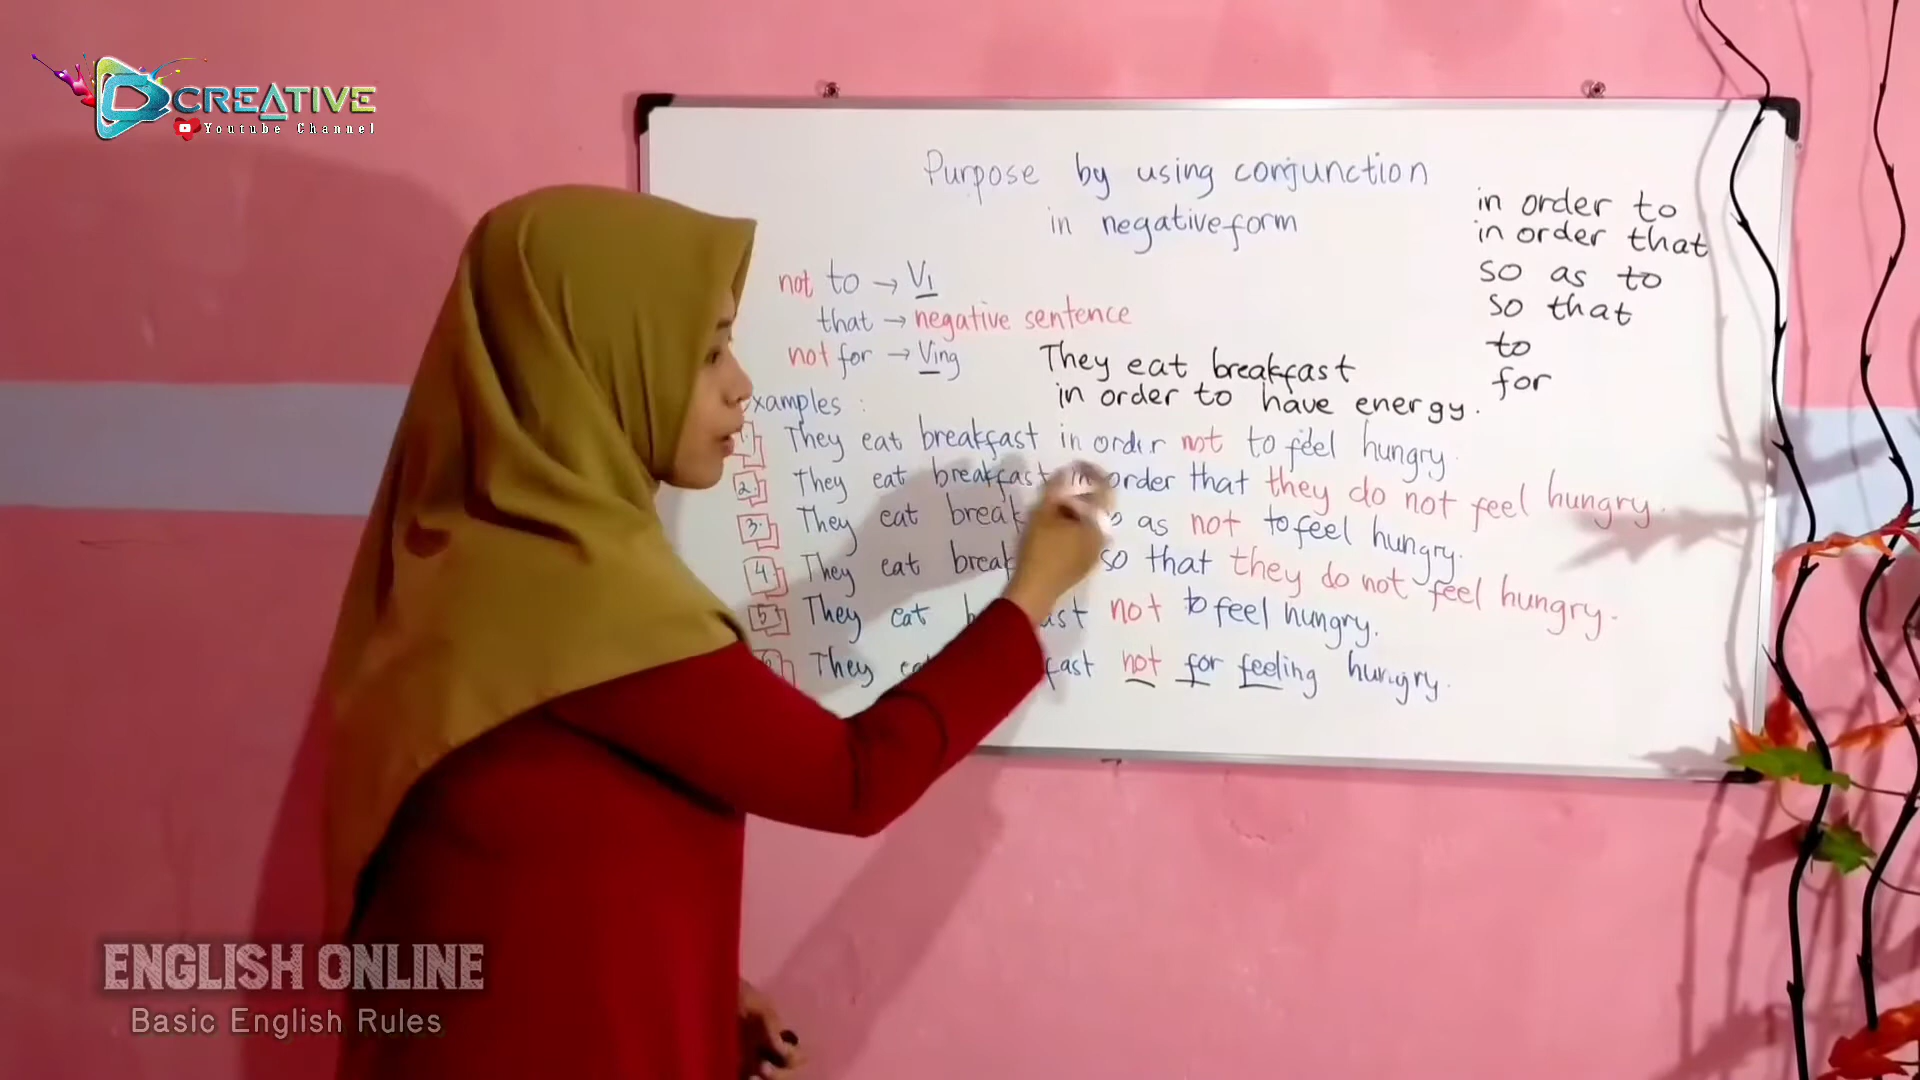 DCREATIVE
Youtube Channel
Purpose by using conjunction
in negative form
in order to
in order that
so as to
so that
to
for
not to → V1
that → negative sentence
not for → Ving
They eat breakfast
in order to have energy.
xamples :
1. They eat breakfast in order not to feel hungry.
2. They eat breakfast in order that they do not feel hungry.
3. They eat break as not to feel hungry.
4 They eat break so that they do not feel hungry.
5. They eat not to feel hungry.
They not for feeling hungry.
ENGLISH ONLINE
Basic English Rules